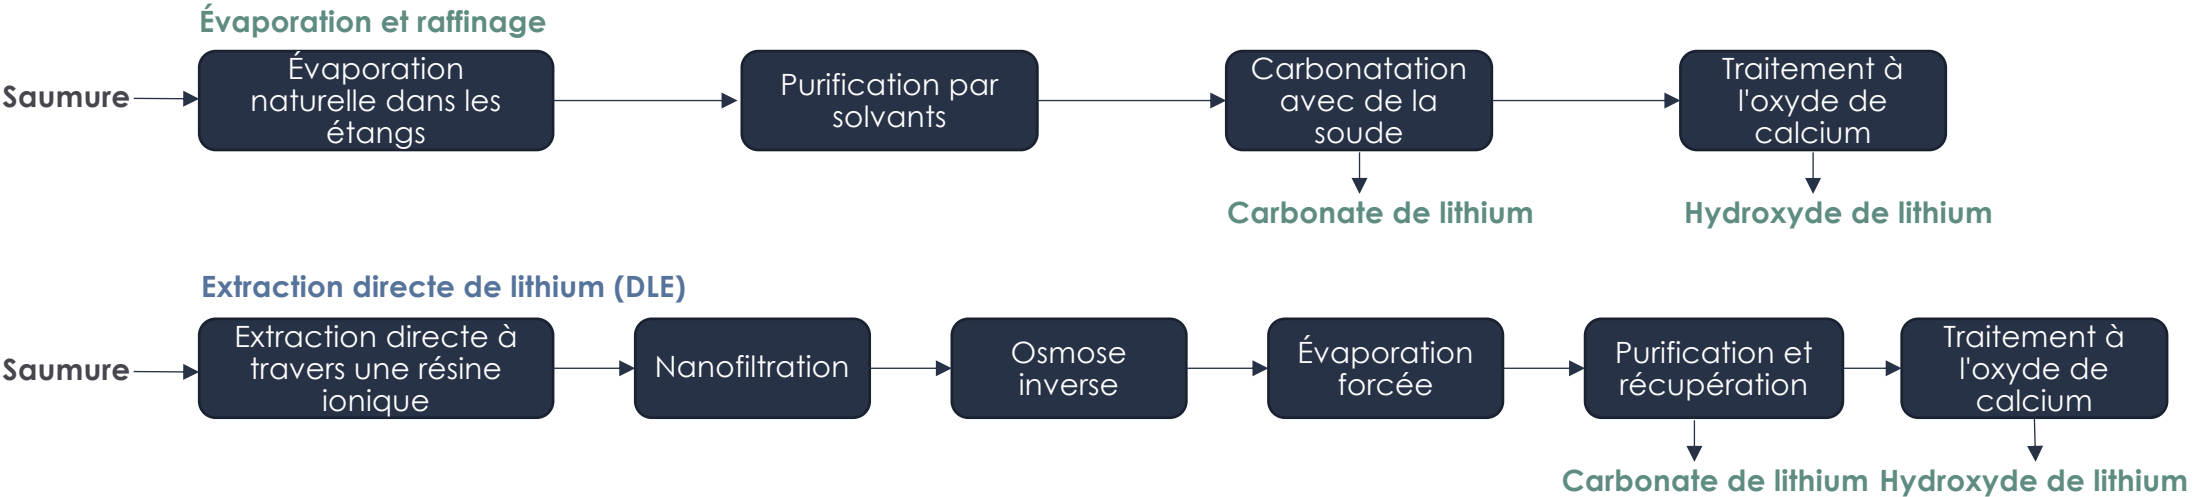 Évaporation et raffinage
Saumure
Évaporation
naturelle dans les
étangs
Purification par
solvants
Carbonatation
avec de la
soude
Traitement à
l'oxyde de
calcium
Carbonate de lithium
Hydroxyde de lithium
Extraction directe de lithium (DLE)
Saumure
Extraction directe à
travers une résine
ionique
Nanofiltration
Osmose
inverse
Évaporation
forcée
Purification et
récupération
Traitement à
l'oxyde de
calcium
Carbonate de lithium
Hydroxyde de lithium